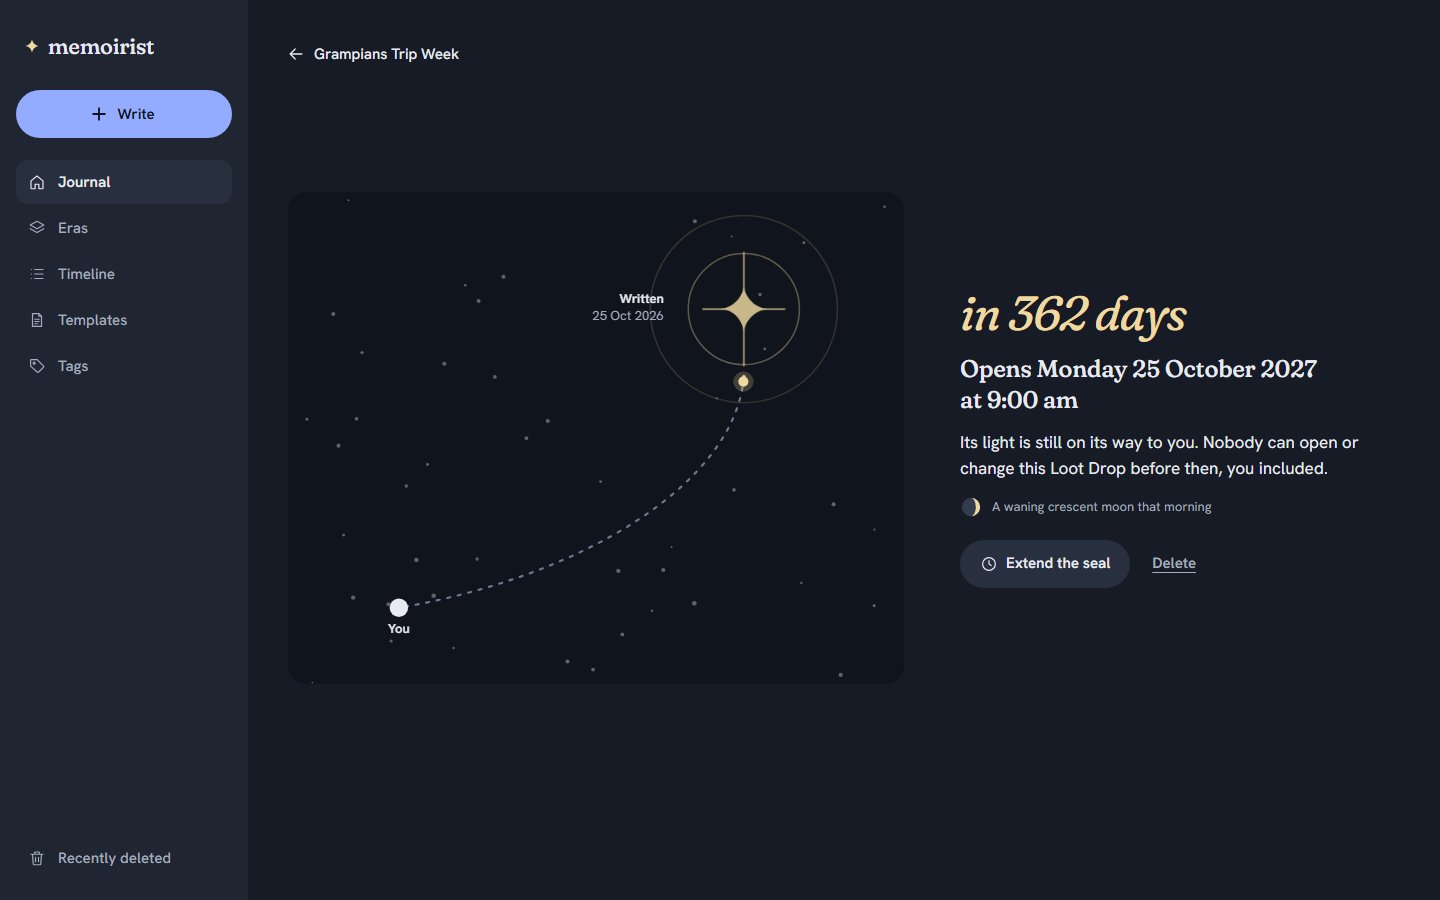 memoirist
Write
Journal
Eras
Timeline
Templates
Tags
Recently deleted
Grampians Trip Week
Written
25 Oct 2026
You
in 362 days
Opens Monday 25 October 2027
at 9:00 am
Its light is still on its way to you. Nobody can open or
change this Loot Drop before then, you included.
A waning crescent moon that morning
Extend the seal
Delete